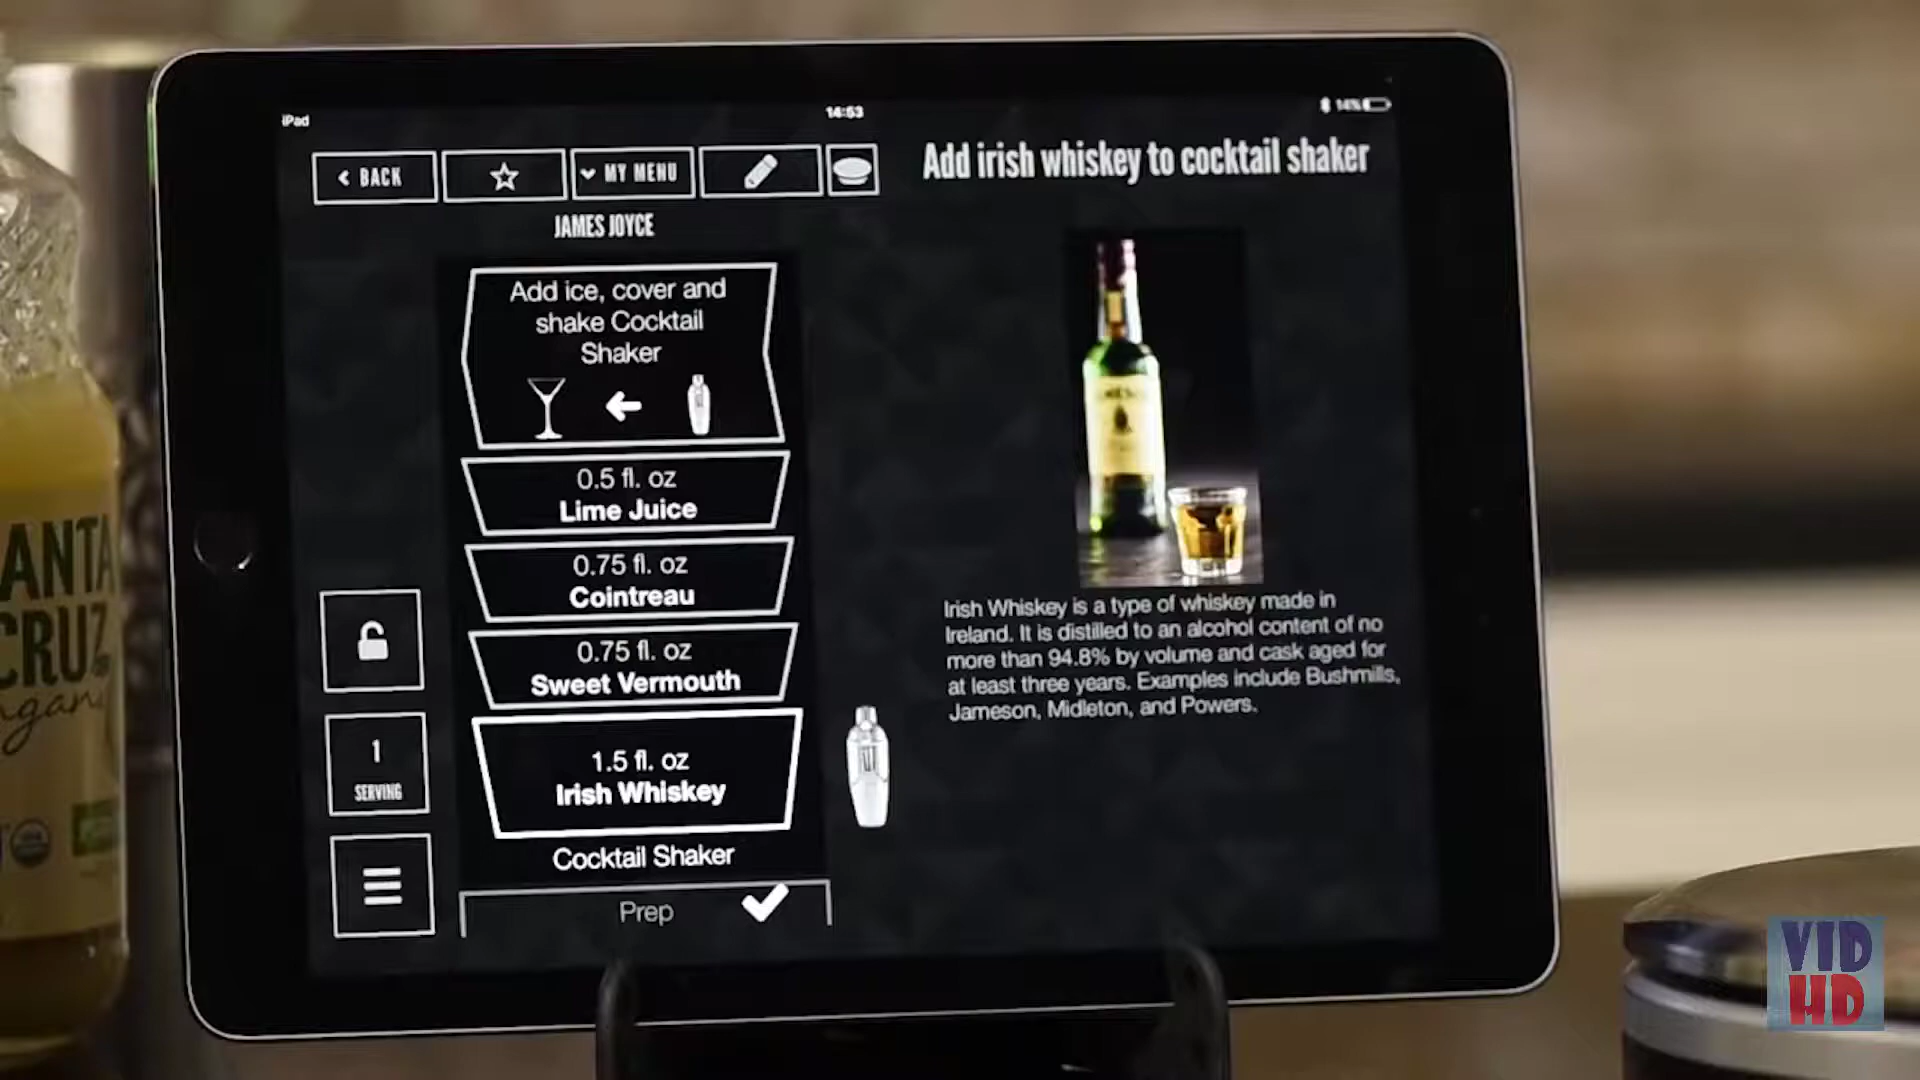 iPad
14:53
14%
BACK
MY MENU
Add irish whiskey to cocktail shaker
JAMES JOYCE
Add ice, cover and
shake Cocktail
Shaker
0.5 fl. oz
Lime Juice
0.75 fl. oz
Cointreau
0.75 fl. oz
Sweet Vermouth
1.5 fl. oz
Irish Whiskey
Cocktail Shaker
Prep
1
SERVING
Irish Whiskey is a type of whiskey made in
Ireland. It is distilled to an alcohol content of no
more than 94.8% by volume and cask aged for
at least three years. Examples include Bushmills,
Jameson, Midleton, and Powers.
ANTA
CRUZ
VID
HD